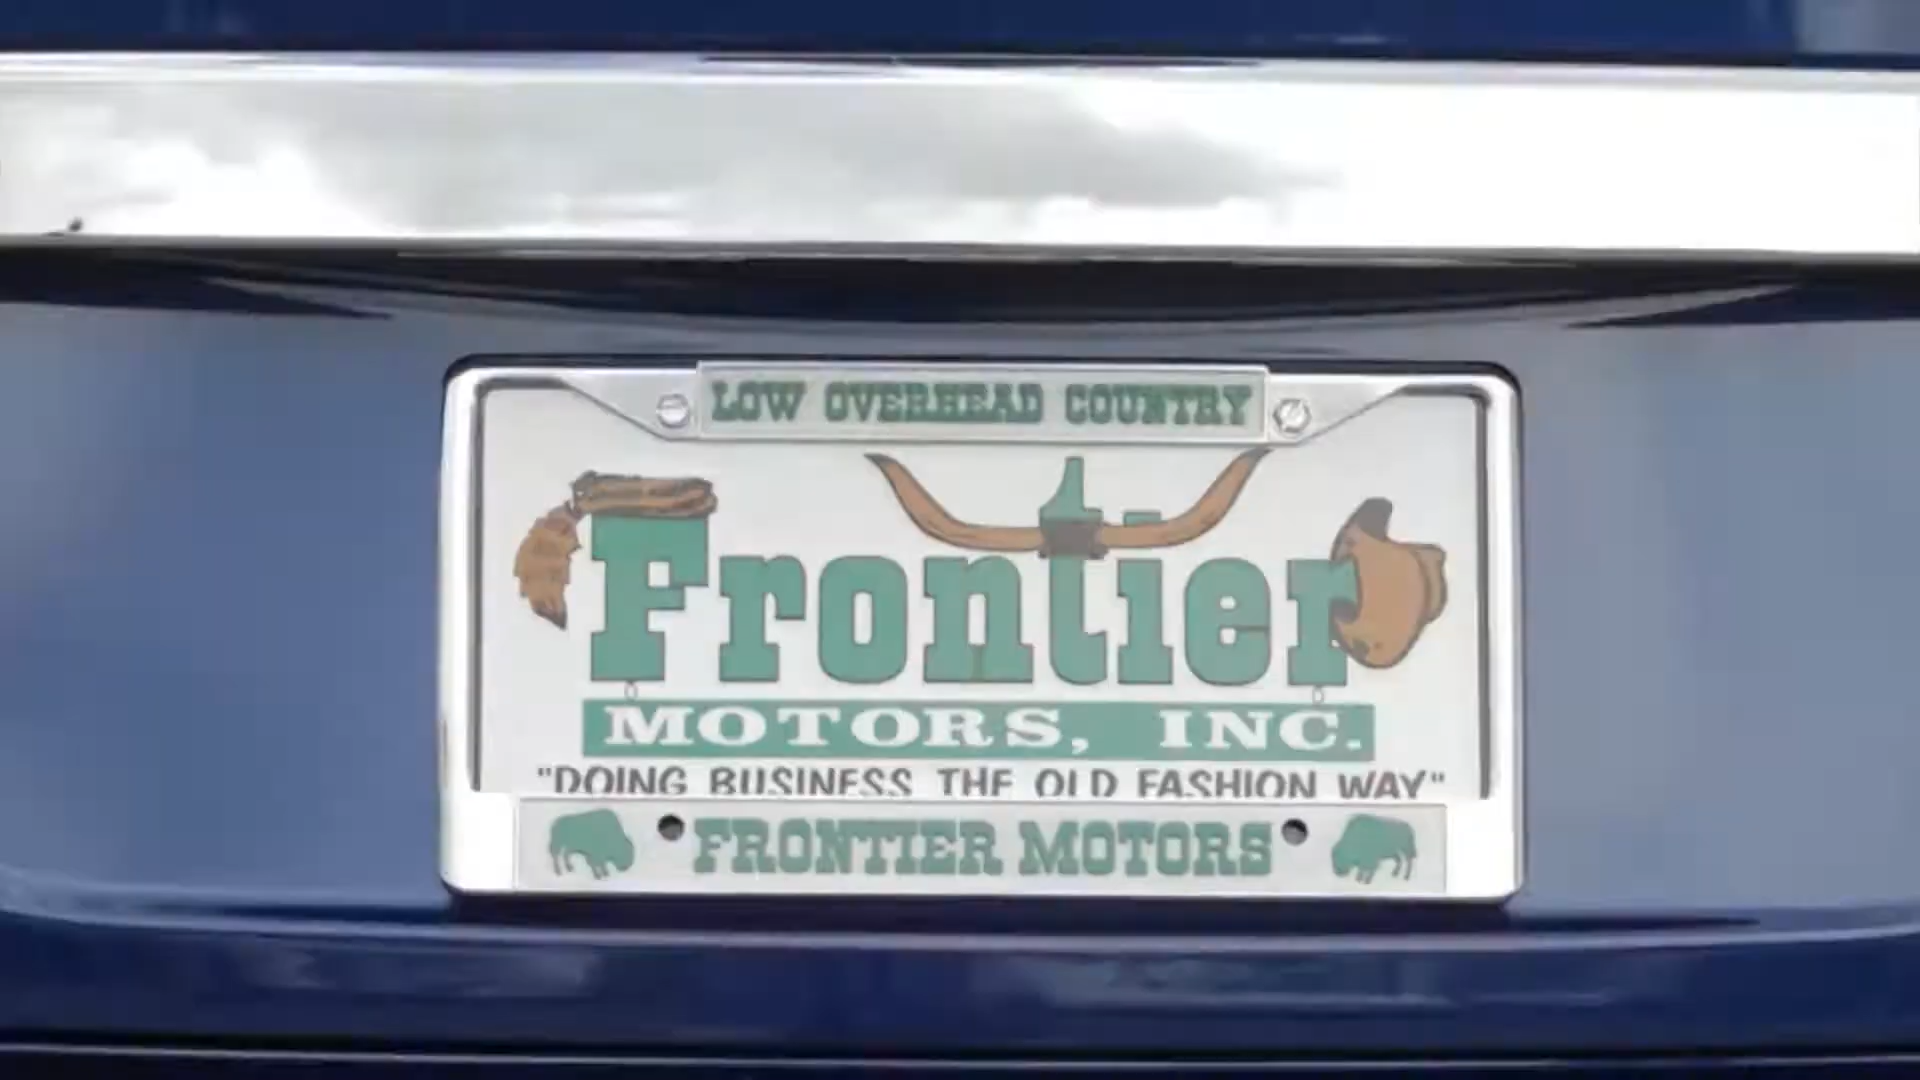 LOW OVERHEAD COUNTRY
Frontier
MOTORS, INC.
"DOING BUSINESS THE OLD FASHION WAY"
FRONTIER MOTORS